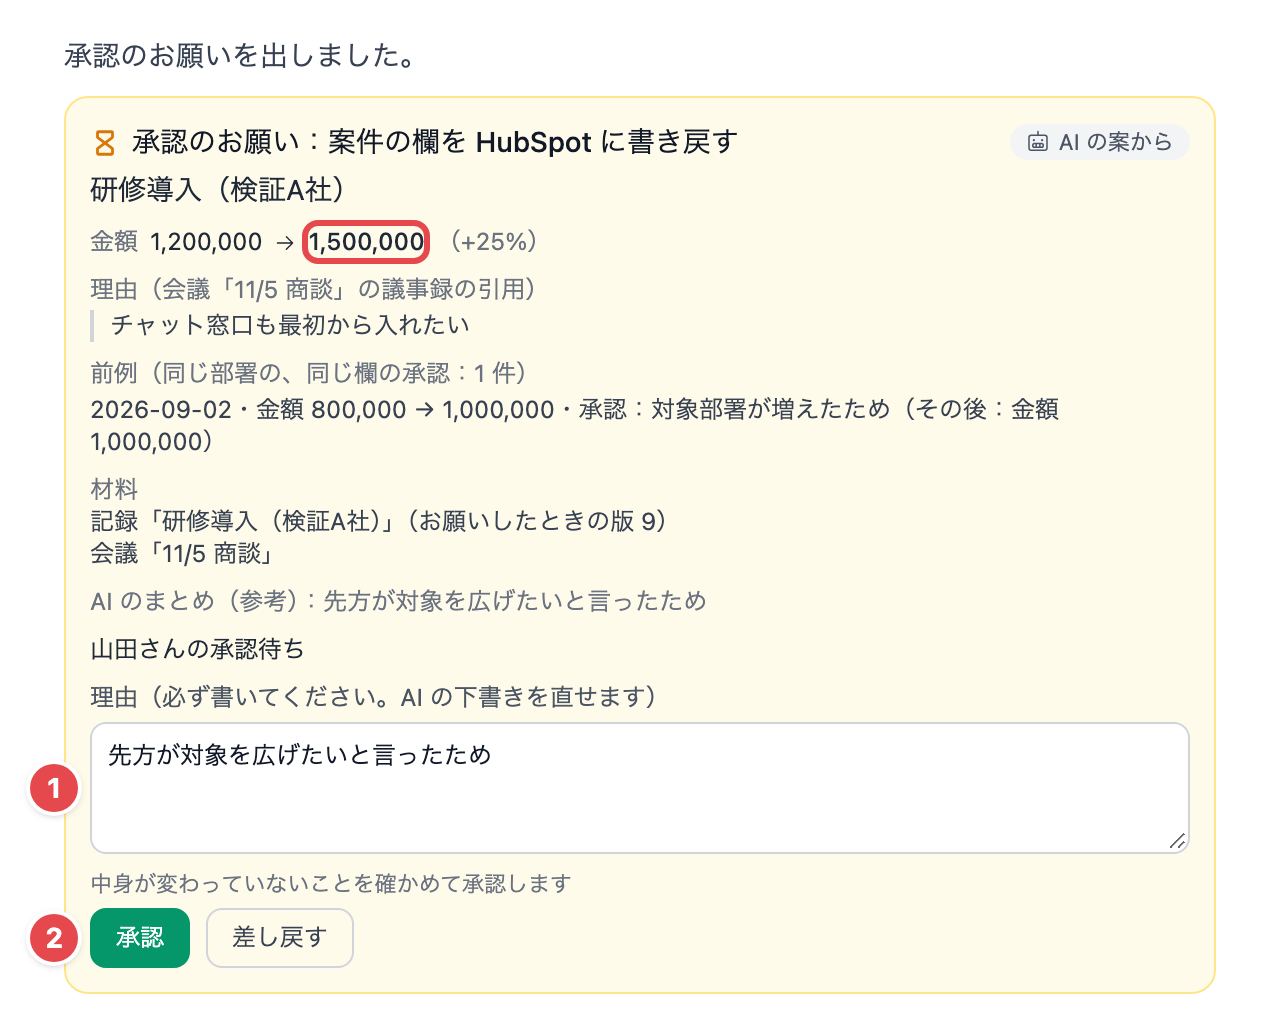 承認のお願いを出しました。
承認のお願い：案件の欄を HubSpot に書き戻す
AI の案から
研修導入（検証A社）
金額 1,200,000 → 1,500,000 （+25%）
理由（会議「11/5 商談」の議事録の引用）
チャット窓口も最初から入れたい
前例（同じ部署の、同じ欄の承認：1 件）
2026-09-02・金額 800,000 → 1,000,000・承認：対象部署が増えたため（その後：金額
1,000,000）
材料
記録「研修導入（検証A社）」（お願いしたときの版 9）
会議「11/5 商談」
AI のまとめ（参考）：先方が対象を広げたいと言ったため
山田さんの承認待ち
理由（必ず書いてください。AI の下書きを直せます）
先方が対象を広げたいと言ったため
1
中身が変わっていないことを確かめて承認します
2
承認
差し戻す